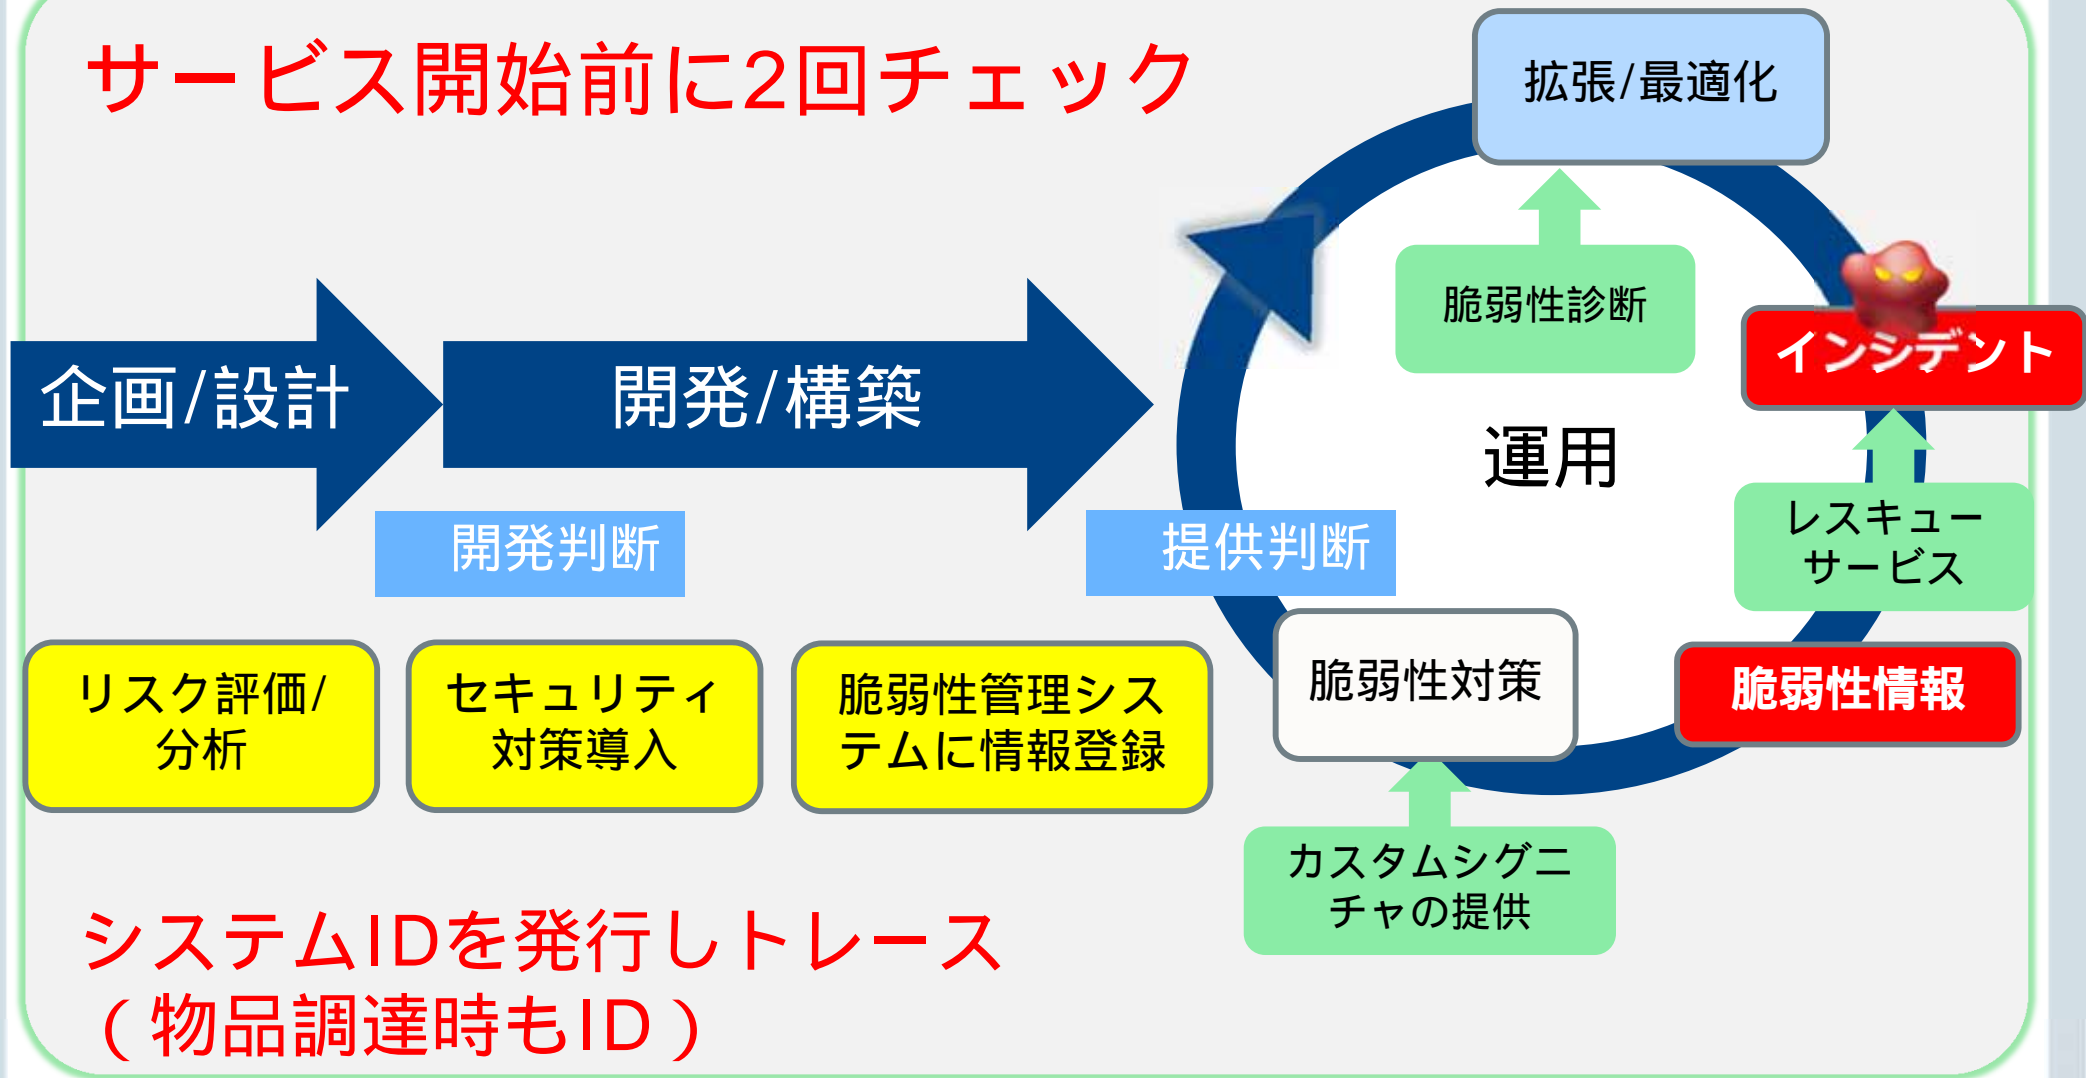 サービス開始前に2回チェック
拡張/最適化
脆弱性診断
インシデント
企画/設計
開発/構築
運用
レスキュー
サービス
開発判断
提供判断
リスク評価/
分析
セキュリティ
対策導入
脆弱性管理シス
テムに情報登録
脆弱性対策
脆弱性情報
カスタムシグニ
チャの提供
システムIDを発行しトレース
（物品調達時もID）